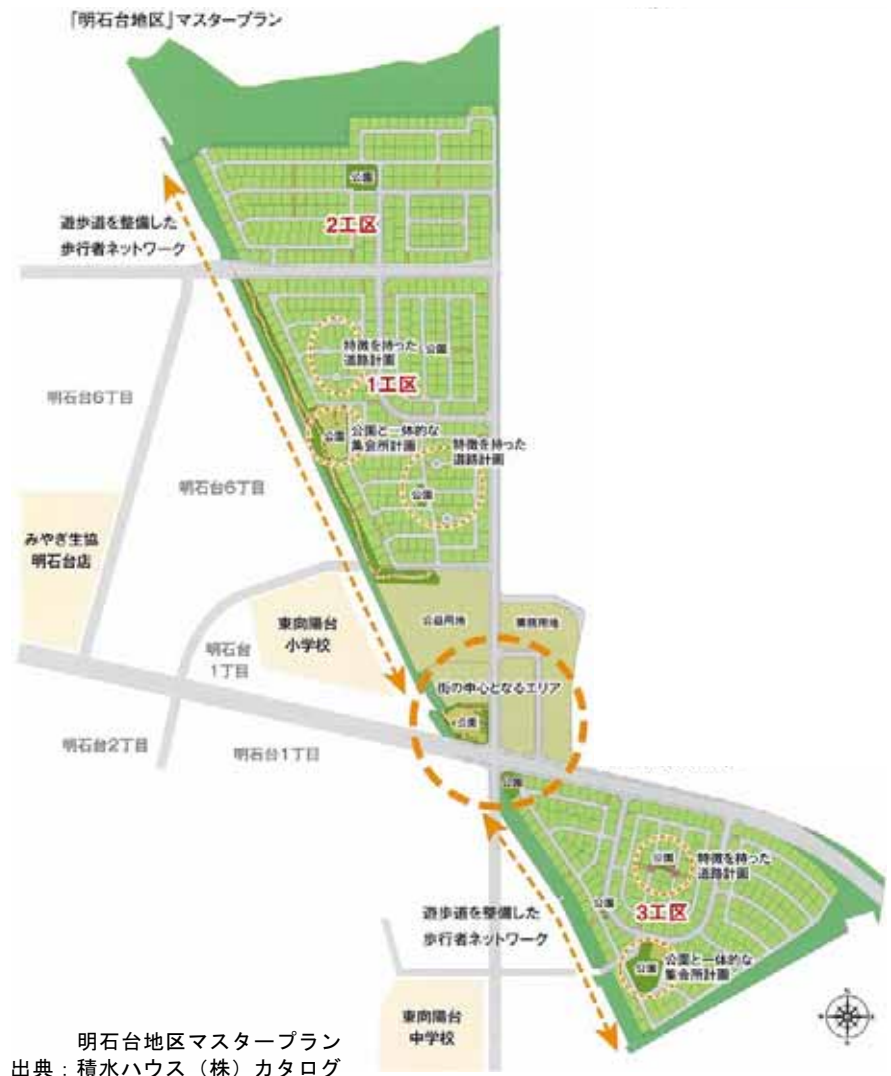 「明石台地区」マスタープラン
公園
2工区
遊歩道を整備した
歩行者ネットワーク
特徴を持った
道路計画
公園
1工区
明石台6丁目
公園
公園と一体的な
集会所計画
特徴を持った
道路計画
明石台6丁目
公園
みやぎ生協
明石台店
東向陽台
小学校
公益用地
業務用地
明石台
1丁目
街の中心となるエリア
公園
明石台2丁目
明石台1丁目
公園
公園
特徴を持った
道路計画
公園
3工区
遊歩道を整備した
歩行者ネットワーク
公園
公園と一体的な
集会所計画
東向陽台
中学校
明石台地区マスタープラン
出典：積水ハウス（株）カタログ